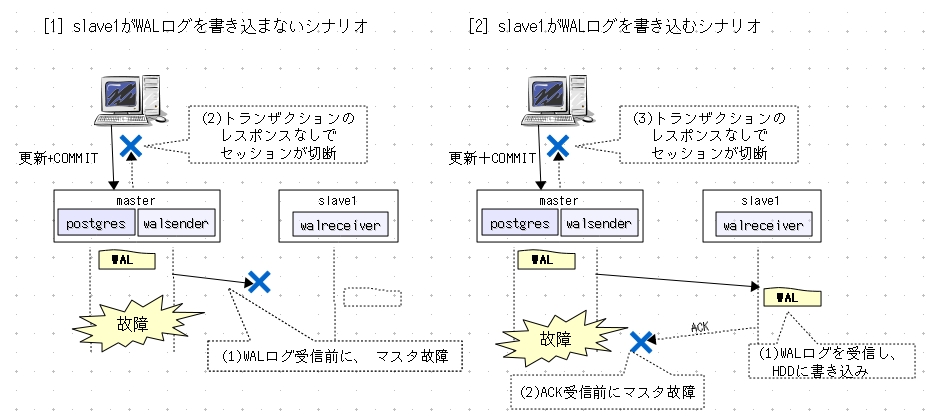 [1] slave1がWALログを書き込まないシナリオ
(2)トランザクションの
レスポンスなしで
セッションが切断
更新+COMMIT
master
postgres
walsender
slave1
walreceiver
WAL
故障
(1)WALログ受信前に、 マスタ故障
[2] slave1がWALログを書き込むシナリオ
(3)トランザクションの
レスポンスなしで
セッションが切断
更新＋COMMIT
master
postgres
walsender
slave1
walreceiver
WAL
WAL
故障
ACK
(1)WALログを受信し、
HDDに書き込み
(2)ACK受信前にマスタ故障